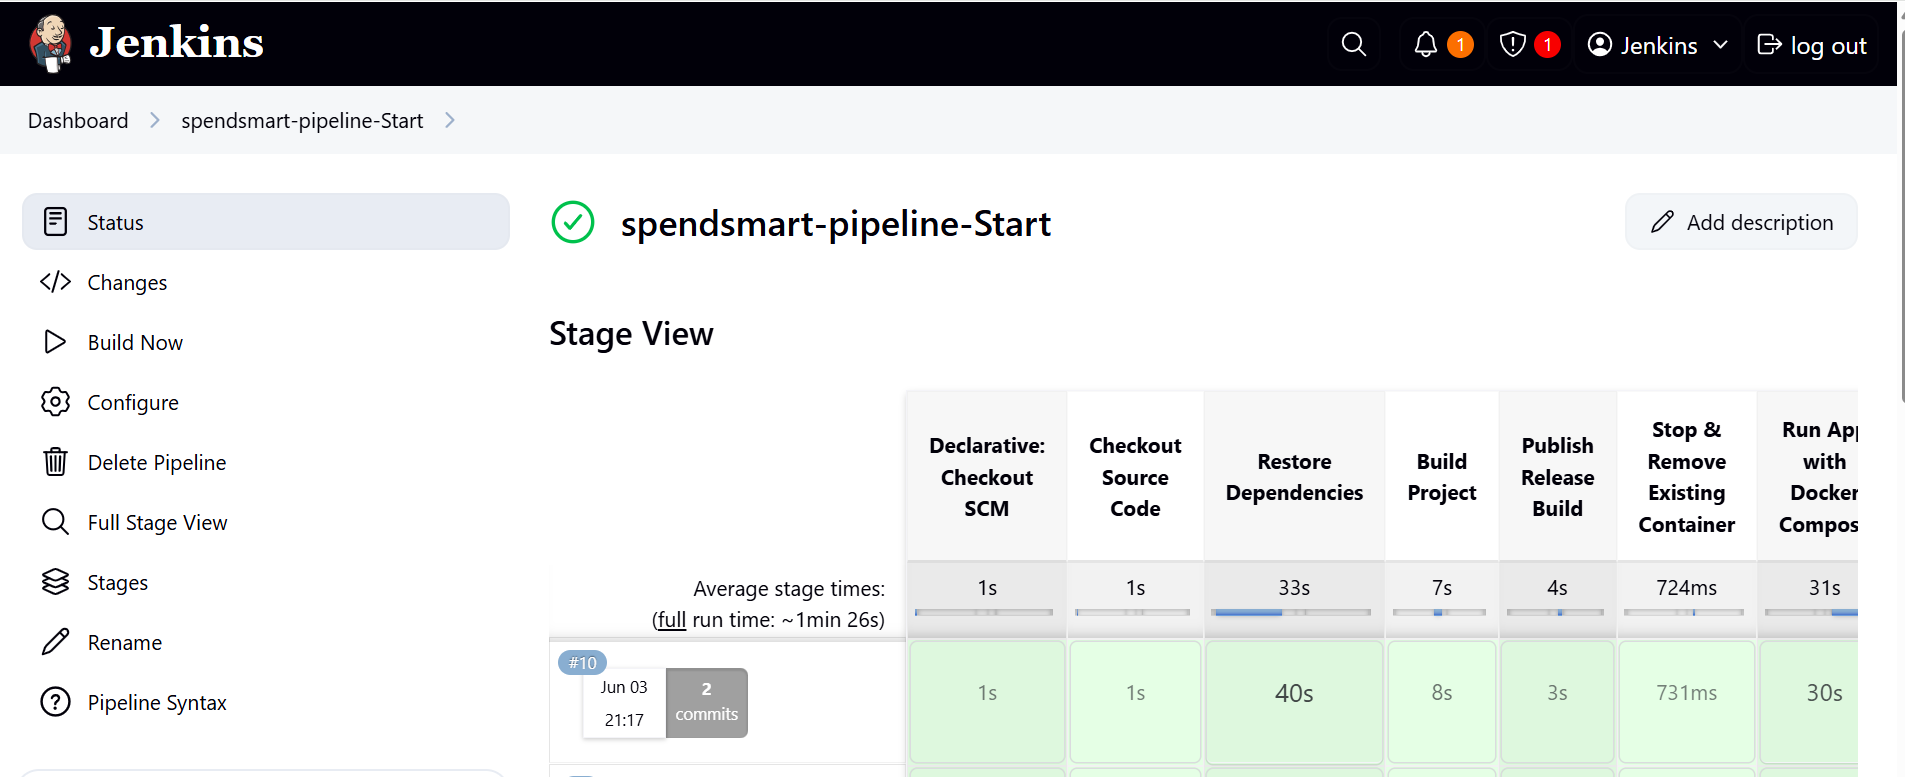 Jenkins
1
1
Jenkins
log out
Dashboard
spendsmart-pipeline-Start
Status
Changes
Build Now
Configure
Delete Pipeline
Full Stage View
Stages
Rename
Pipeline Syntax
spendsmart-pipeline-Start
Add description
Stage View
Declarative:
Checkout
SCM
Checkout
Source
Code
Restore
Dependencies
Build
Project
Publish
Release
Build
Stop &
Remove
Existing
Container
Run App
with
Docker
Compos
Average stage times:
(full run time: ~1min 26s)
1s
1s
33s
7s
4s
724ms
31s
#10
Jun 03
21:17
2
commits
1s
1s
40s
8s
3s
731ms
30s